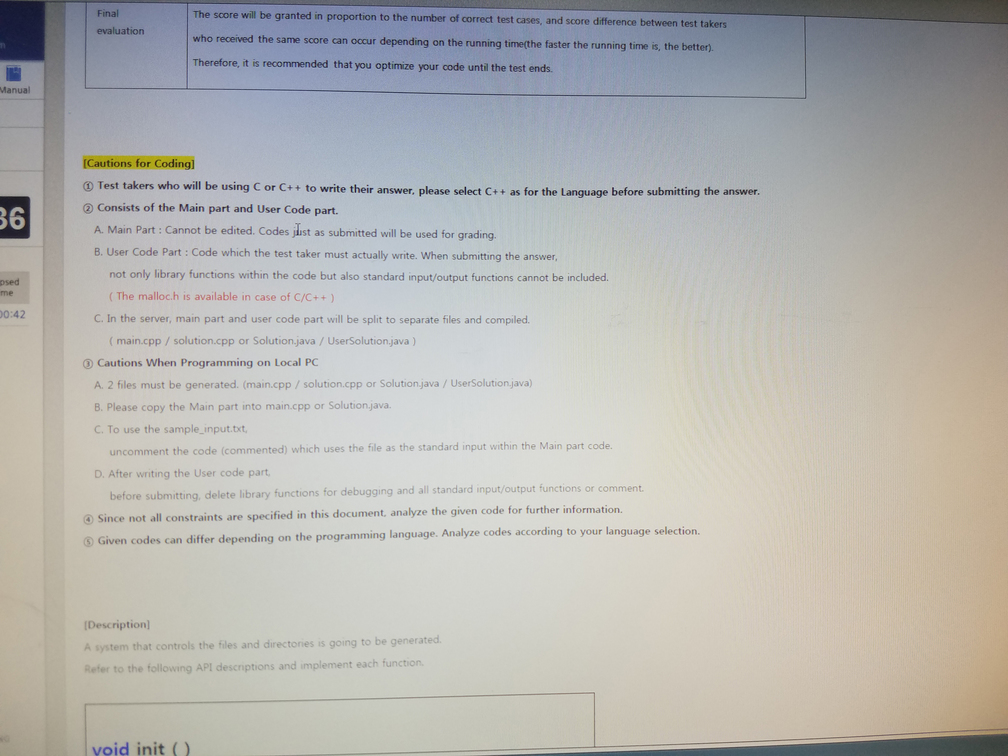 Final
evaluation
The score will be granted in proportion to the number of correct test cases, and score difference between test takers
who received the same score can occur depending on the running time(the faster the running time is, the better).
Therefore, it is recommended that you optimize your code until the test ends.
Manual
36
psed
me
00:42
[Cautions for Coding]
① Test takers who will be using C or C++ to write their answer, please select C++ as for the Language before submitting the answer.
② Consists of the Main part and User Code part.
A. Main Part : Cannot be edited. Codes just as submitted will be used for grading.
B. User Code Part : Code which the test taker must actually write. When submitting the answer,
not only library functions within the code but also standard input/output functions cannot be included.
( The malloc.h is available in case of C/C++ )
C. In the server, main part and user code part will be split to separate files and compiled.
( main.cpp / solution.cpp or Solution.java / UserSolution.java )
③ Cautions When Programming on Local PC
A. 2 files must be generated. (main.cpp / solution.cpp or Solution.java / UserSolution.java)
B. Please copy the Main part into main.cpp or Solution.java.
C. To use the sample_input.txt,
uncomment the code (commented) which uses the file as the standard input within the Main part code.
D. After writing the User code part,
before submitting, delete library functions for debugging and all standard input/output functions or comment.
④ Since not all constraints are specified in this document, analyze the given code for further information.
⑤ Given codes can differ depending on the programming language. Analyze codes according to your language selection.
[Description]
A system that controls the files and directories is going to be generated.
Refer to the following API descriptions and implement each function.
void init ( )